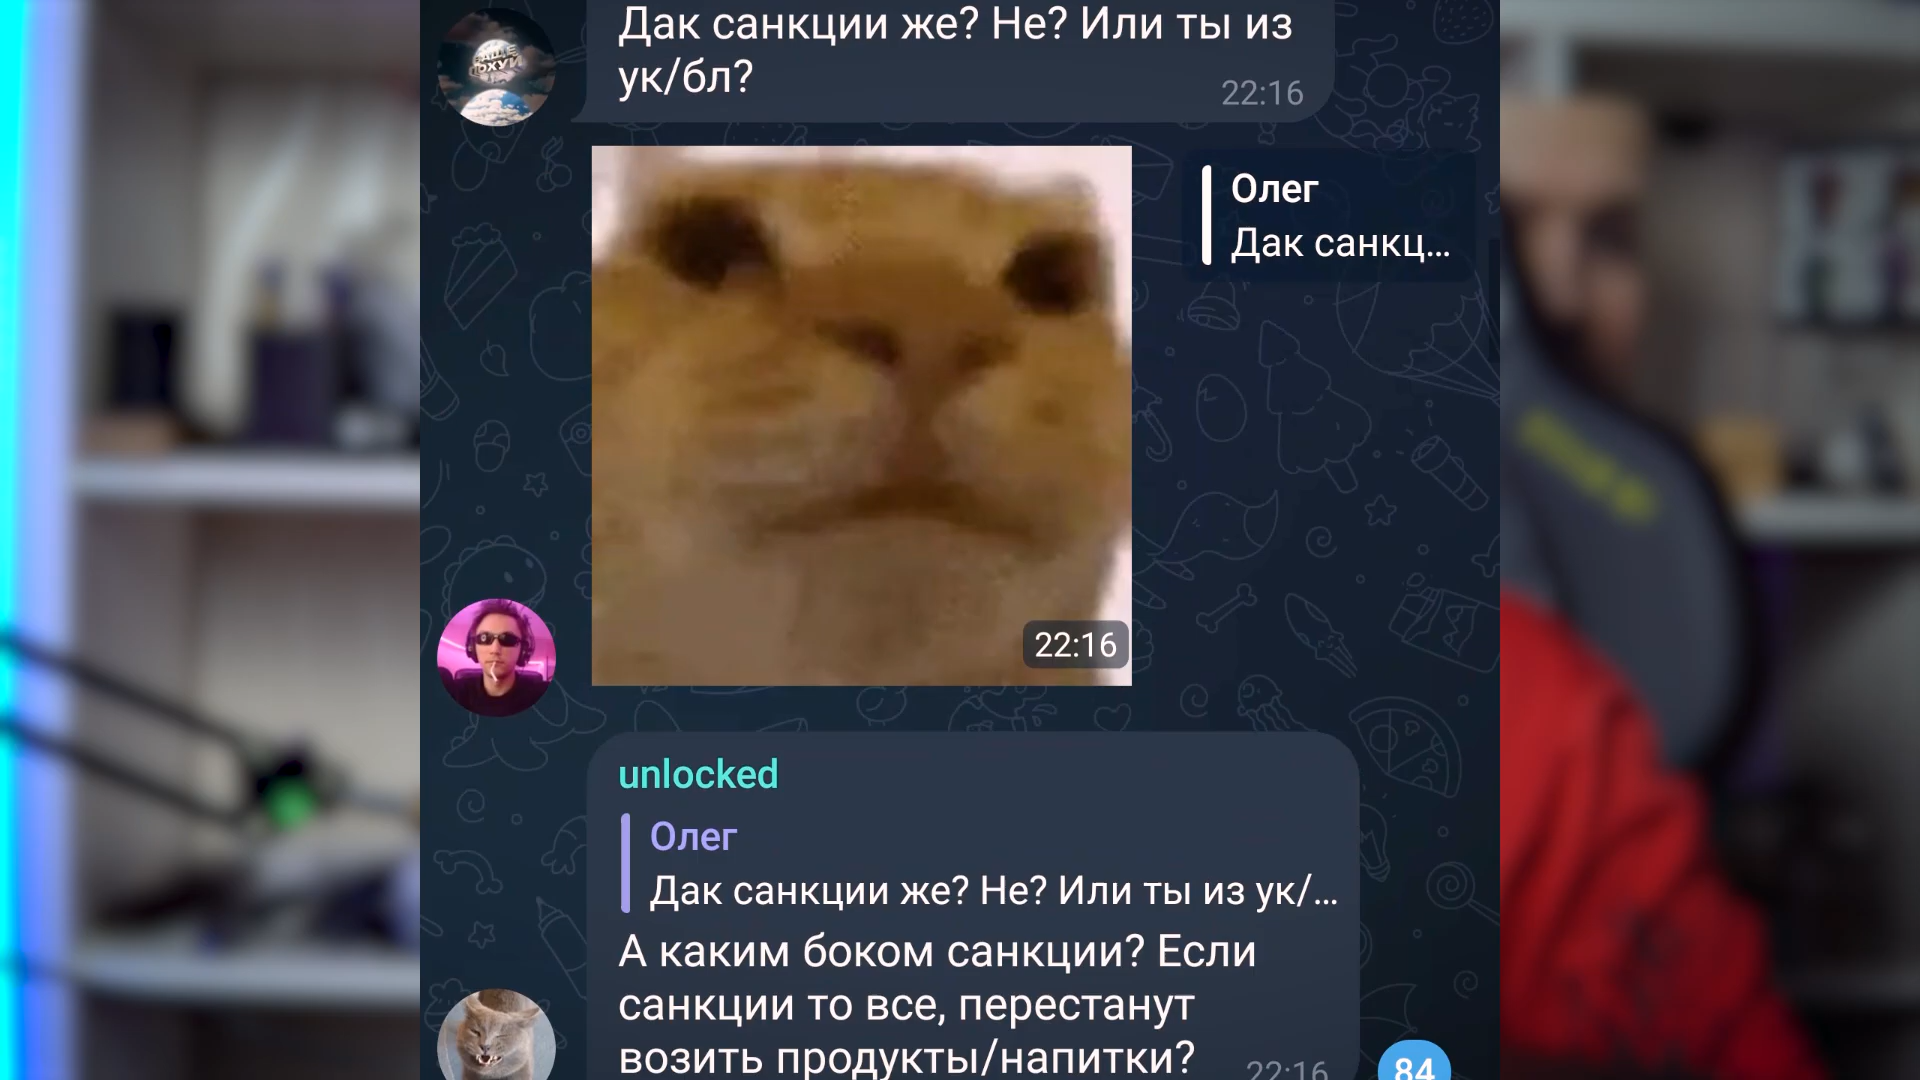 Дак санкции же? Не? Или ты из
ук/бл?
22:16
Олег
Дак санкц...
22:16
unlocked
Олег
Дак санкции же? Не? Или ты из ук/...
А каким боком санкции? Если
санкции то все, перестанут
возить продукты/напитки?
22:16
84